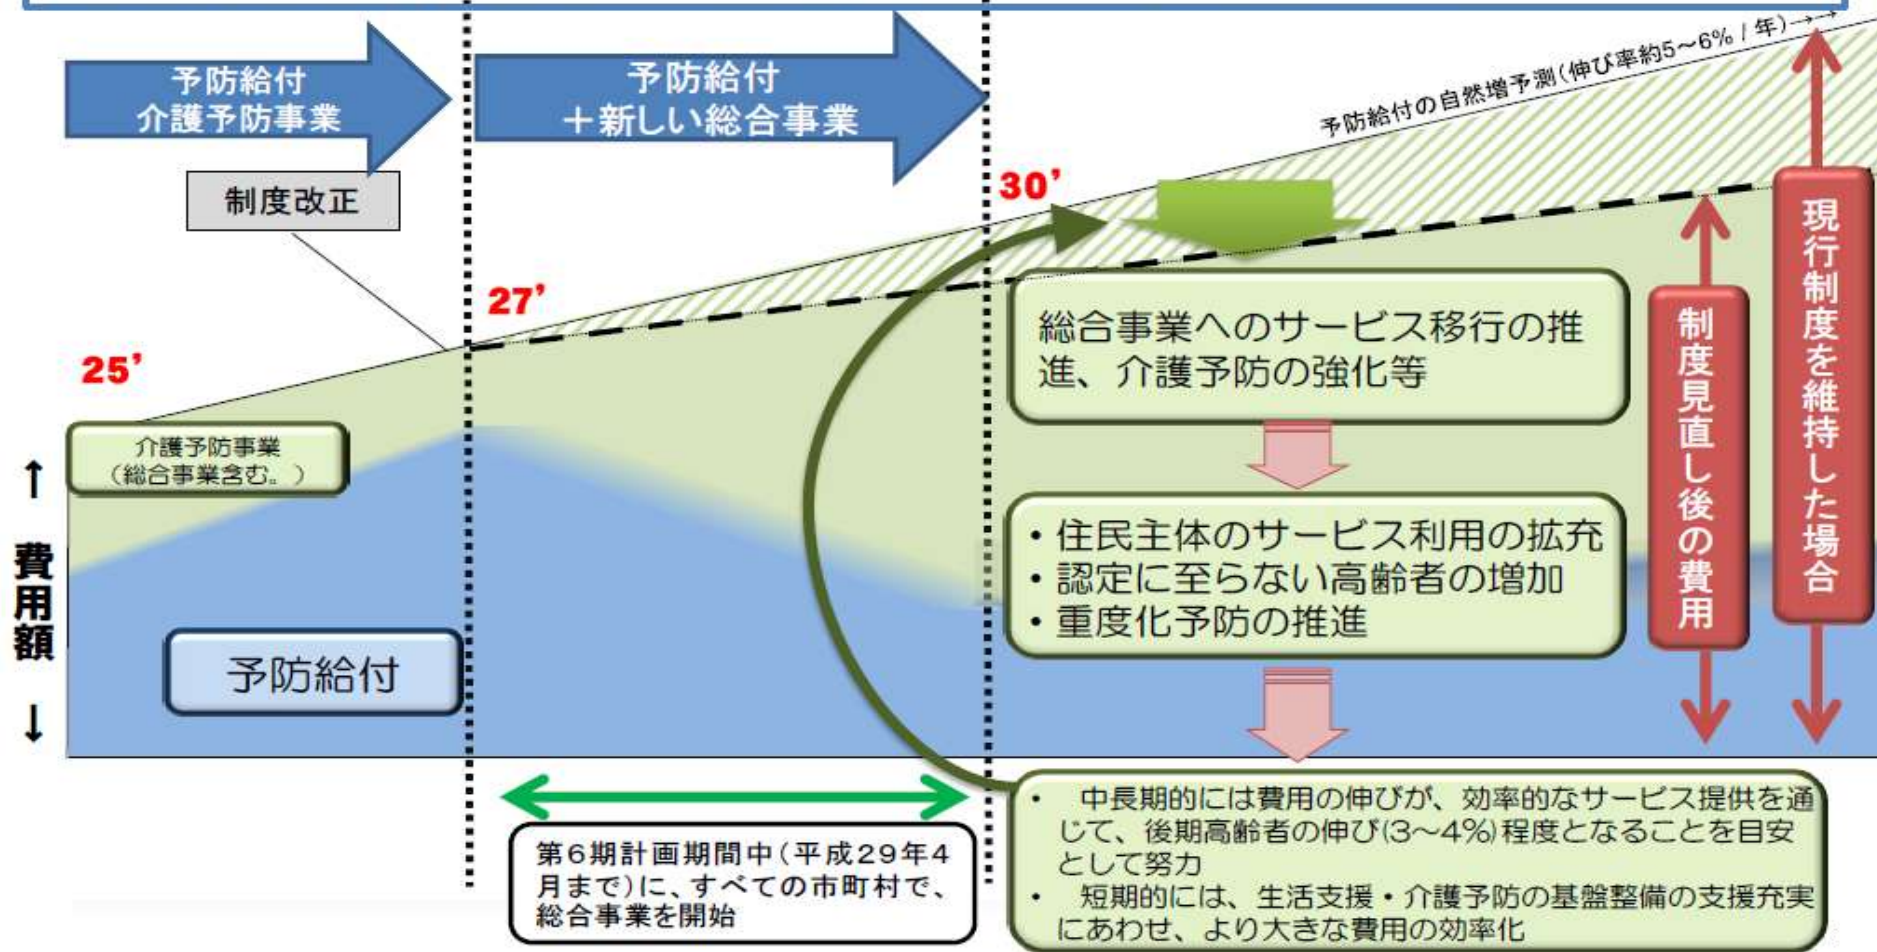 予防給付
介護予防事業
予防給付
+新しい総合事業
予防給付の自然増予測(伸び率約5~6% / 年)→→
制度改正
25’
27’
30’
介護予防事業
(総合事業含む。)
↑
費用額
↓
予防給付
総合事業へのサービス移行の推
進、介護予防の強化等
・住民主体のサービス利用の拡充
・認定に至らない高齢者の増加
・重度化予防の推進
制度見直し後の費用
現行制度を維持した場合
第6期計画期間中(平成29年4
月まで)に、すべての市町村で、
総合事業を開始
・ 中長期的には費用の伸びが、効率的なサービス提供を通
じて、後期高齢者の伸び(3~4%)程度となることを目安
として努力
・ 短期的には、生活支援・介護予防の基盤整備の支援充実
にあわせ、より大きな費用の効率化